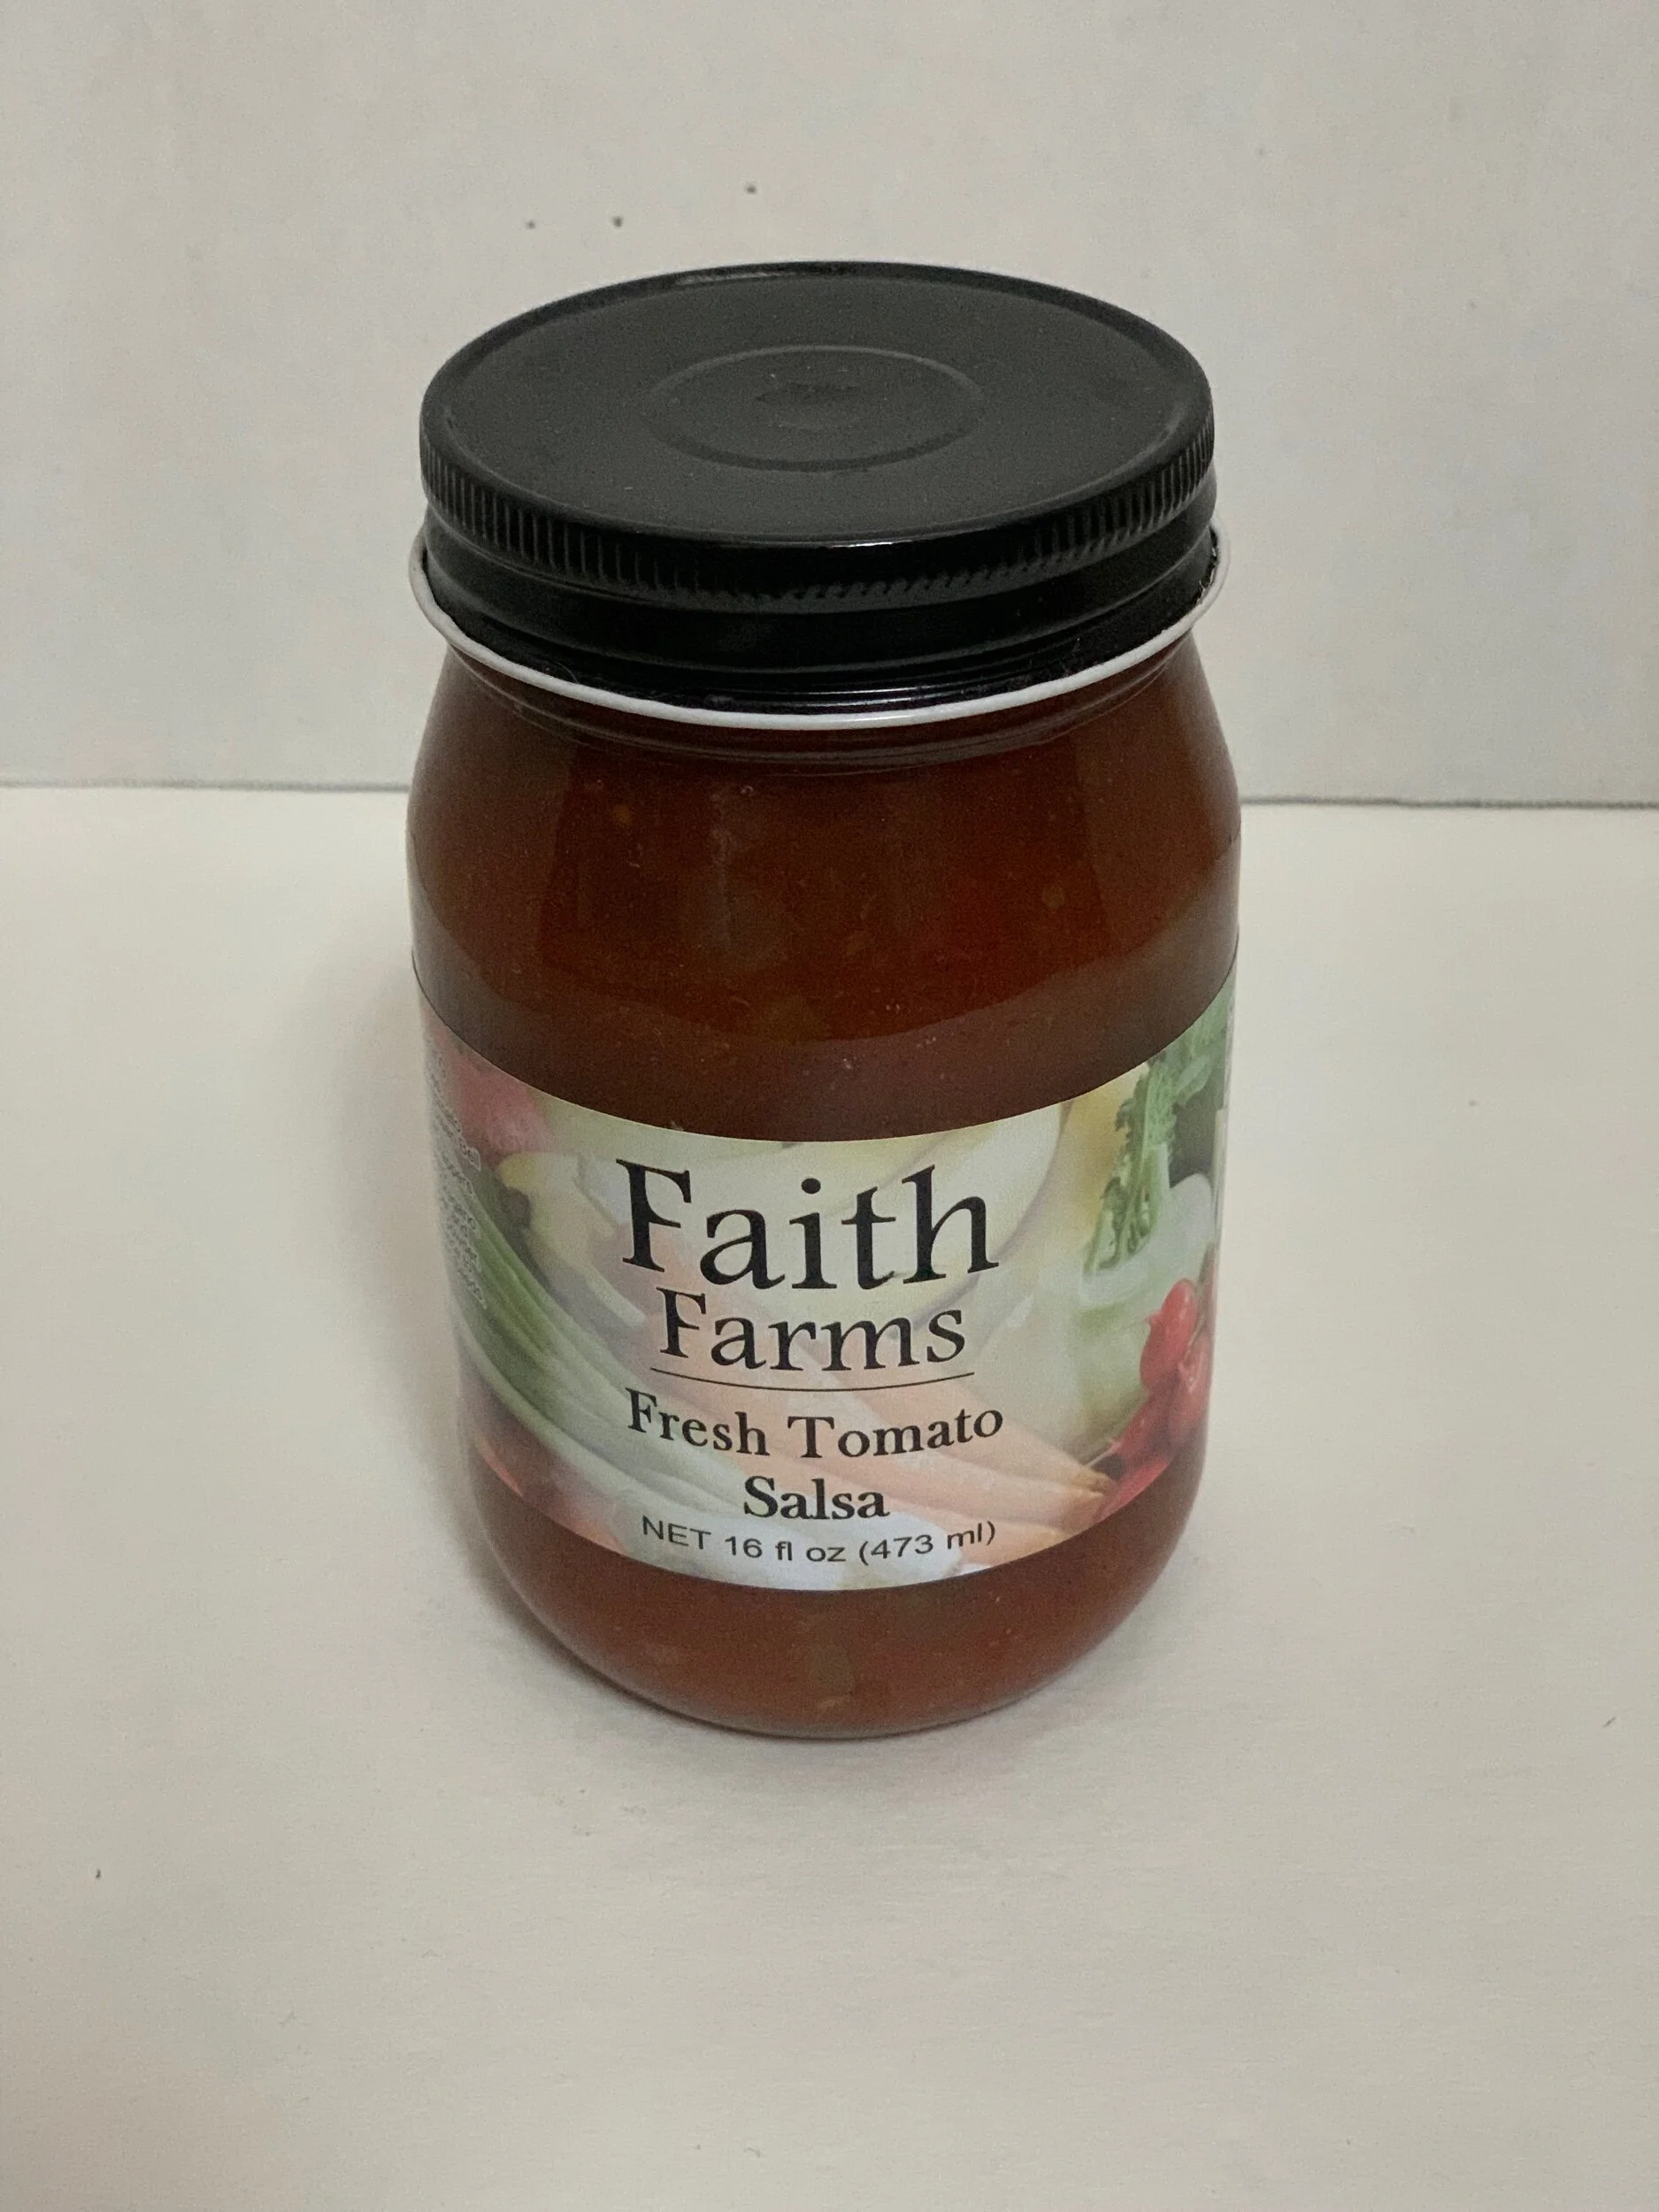 Faith
Farms
Fresh Tomato
Salsa
NET 16 fl oz (473 ml)